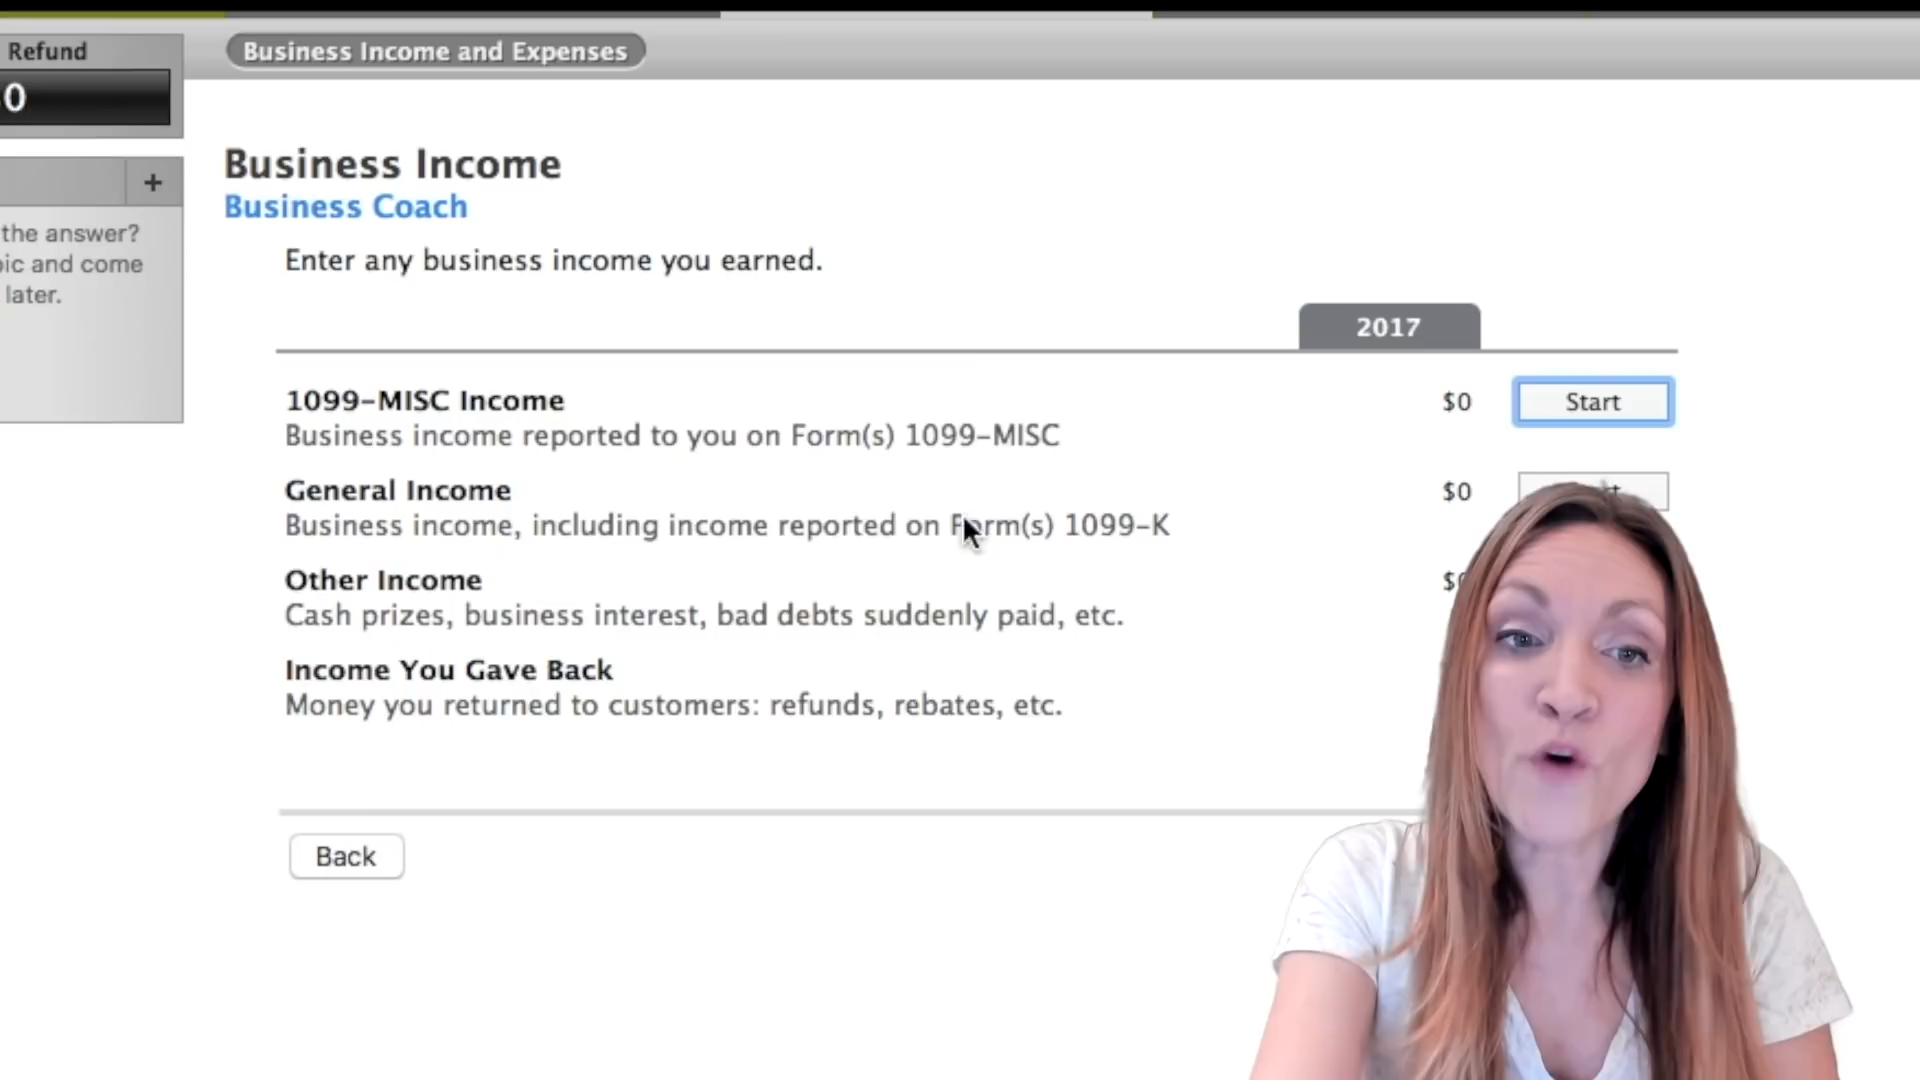 Refund
0
Business Income and Expenses
+
the answer?
and come
later.
Business Income
Business Coach
Enter any business income you earned.
2017
1099-MISC Income
$0
Start
Business income reported to you on Form(s) 1099-MISC
General Income
$0
Business income, including income reported on Form(s) 1099-K
Other Income
Cash prizes, business interest, bad debts suddenly paid, etc.
Income You Gave Back
Money you returned to customers: refunds, rebates, etc.
Back